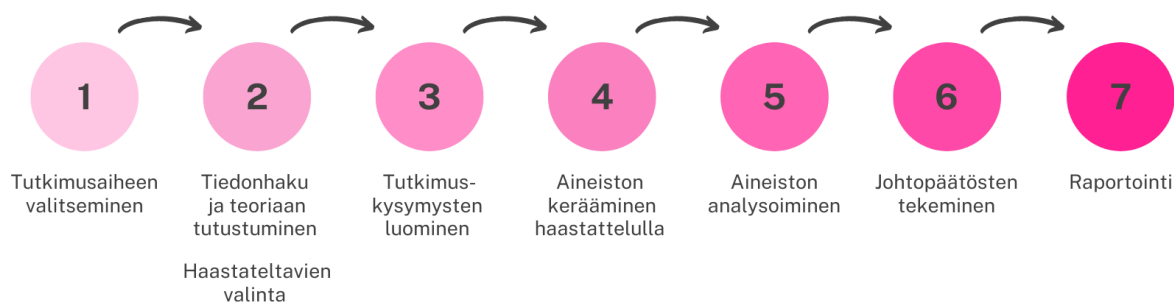 1
2
3
4
5
6
7
Tutkimusaiheen
valitseminen
Tiedonhaku
ja teoriaan
tutustuminen
Haastateltavien
valinta
Tutkimus-
kysymysten
luominen
Aineiston
kerääminen
haastattelulla
Aineiston
analysoiminen
Johtopäätösten
tekeminen
Raportointi